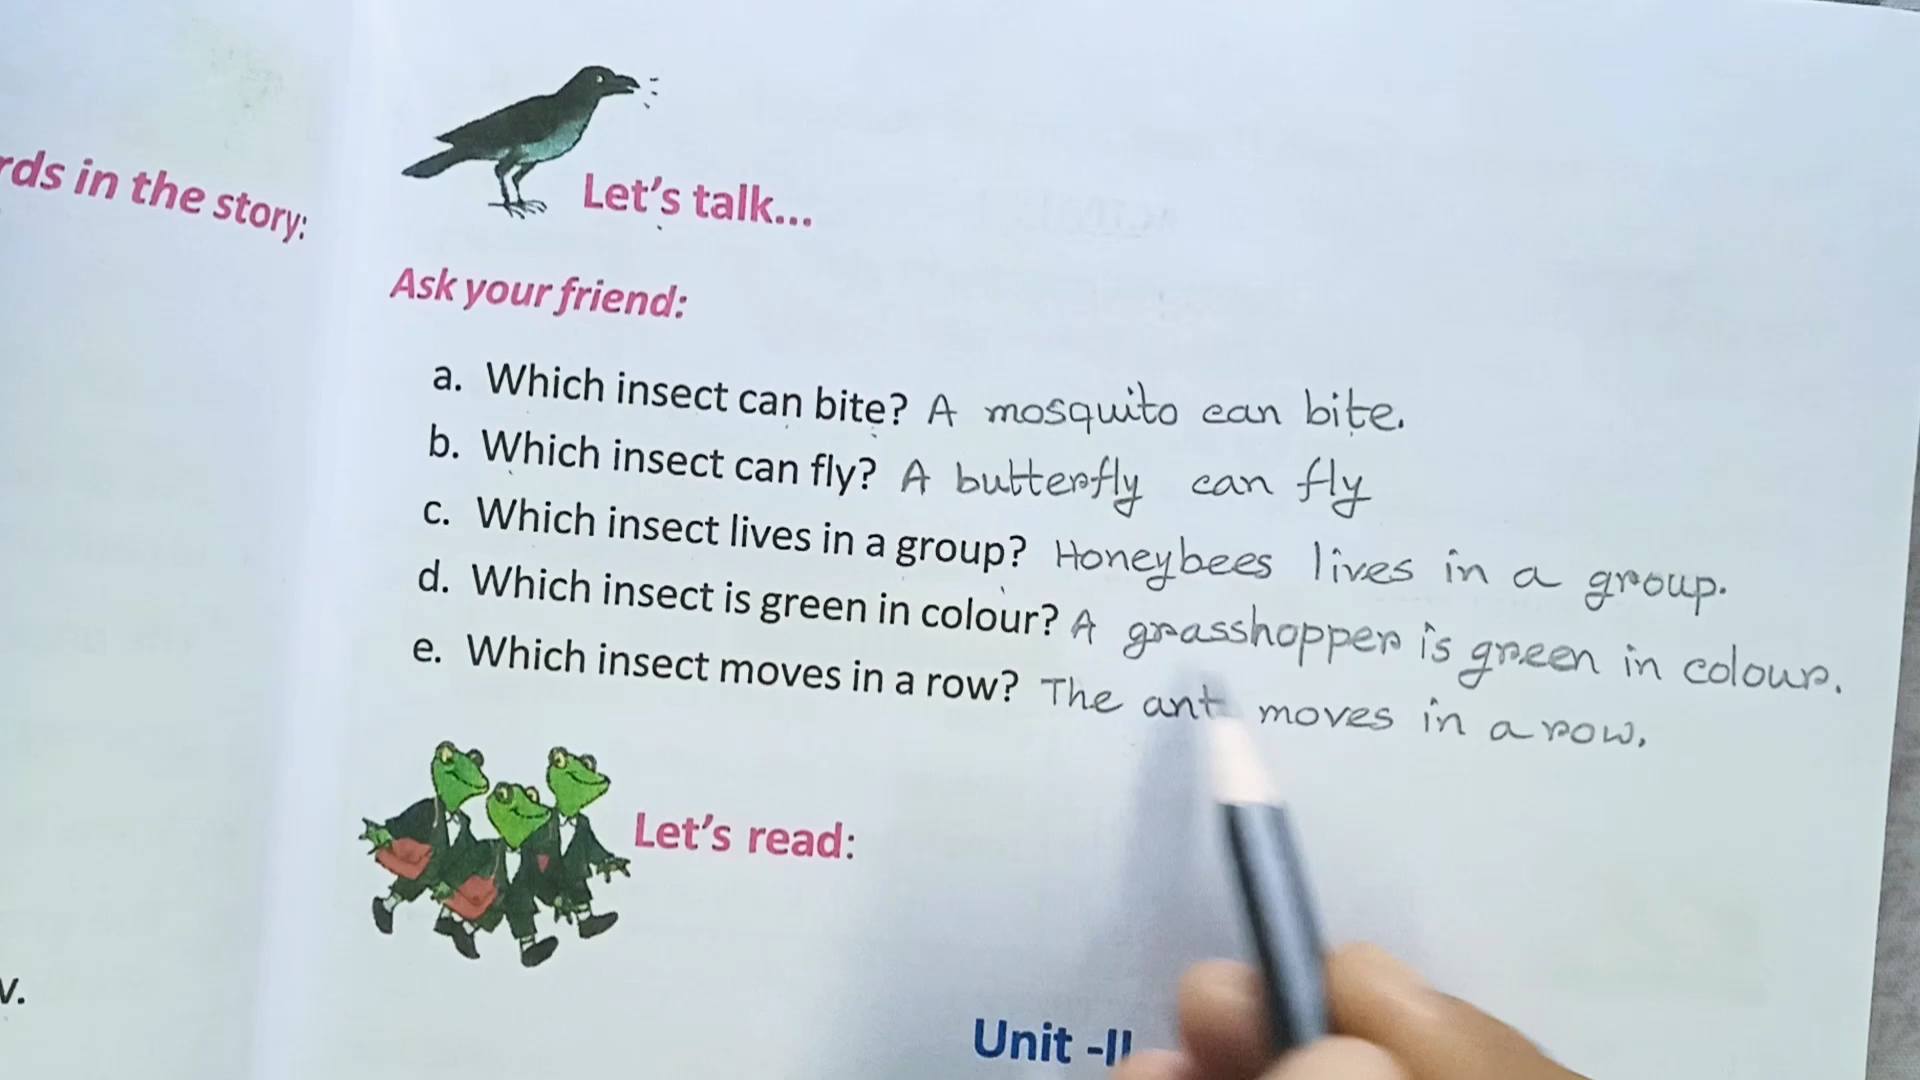 rds in the story:
Let's talk...
Ask your friend:
a. Which insect can bite? A mosquito can bite.
b. Which insect can fly? A butterfly can fly
c. Which insect lives in a group? Honeybees lives in a group.
d. Which insect is green in colour? A grasshopper is green in colour.
e. Which insect moves in a row? The ant moves in a row.
Let's read:
v.
Unit -II